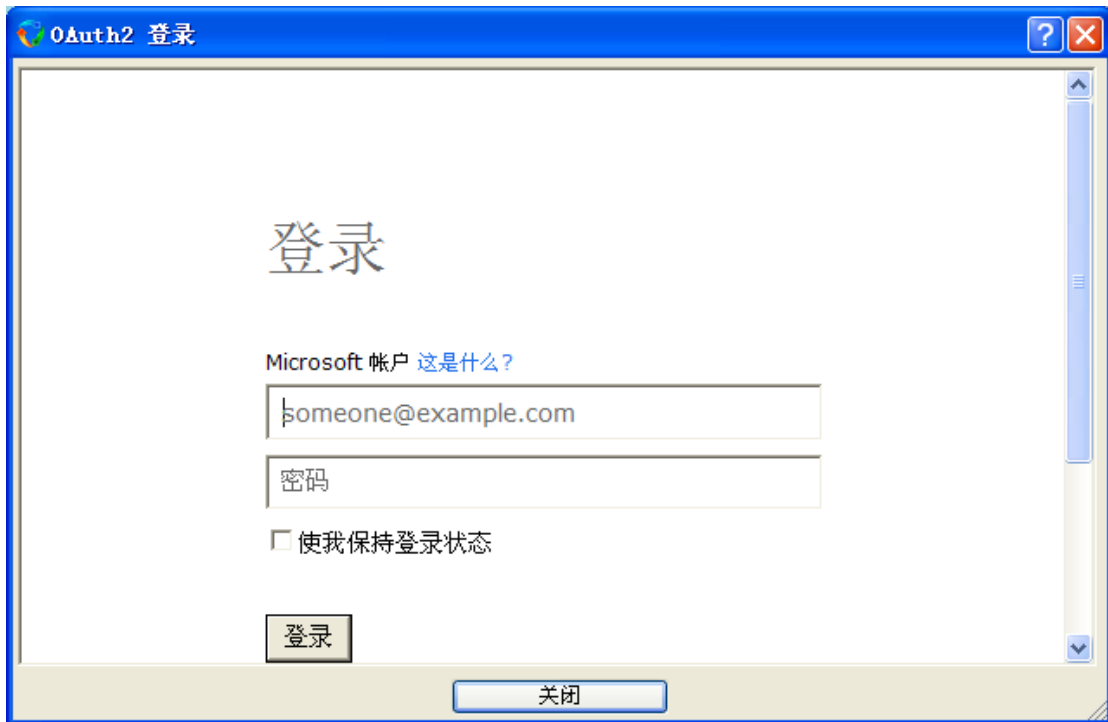 OAuth2 登录
登录
Microsoft 帐户 这是什么?
someone@example.com
密码
使我保持登录状态
登录
关闭